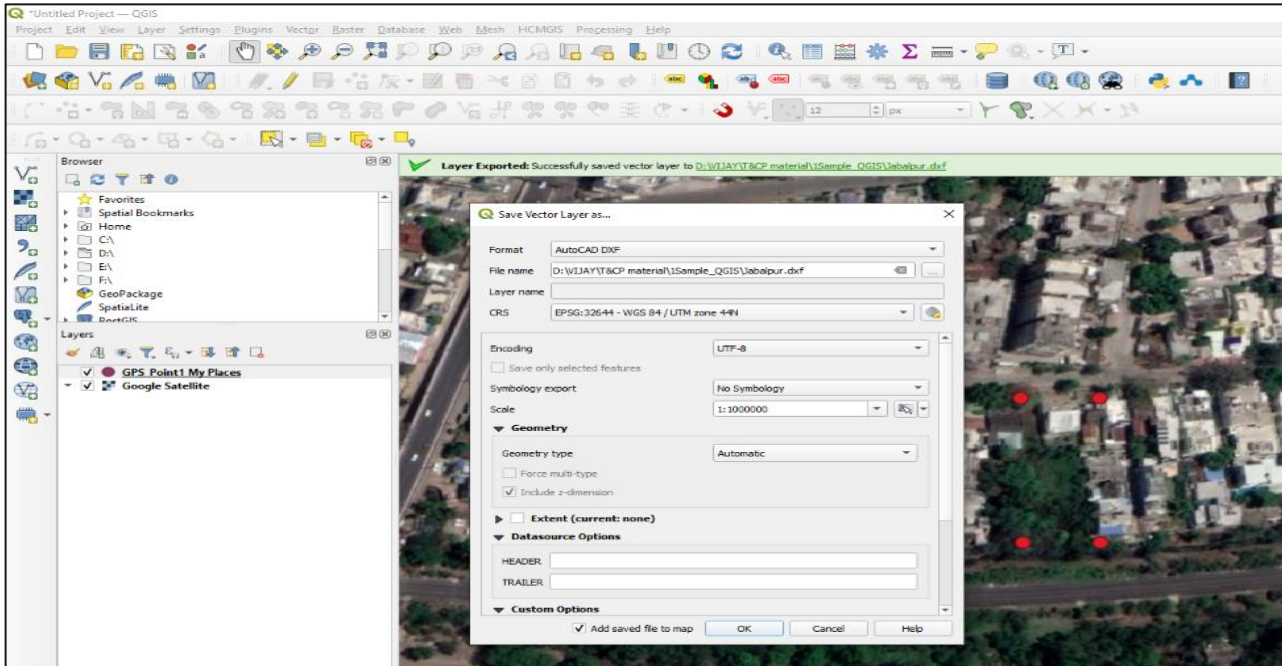 *Untitled Project — QGIS
Project Edit View Layer Settings Plugins Vector Raster Database Web Mesh HCMGIS Processing Help
abc abc abc
12 px
Browser
Layer Exported: Successfully saved vector layer to D:\VIJAY\T&CP material\1Sample_QGIS\Jabalpur.dxf
Favorites
Spatial Bookmarks
Home
C:\
D:\
E:\
F:\
GeoPackage
SpatiaLite
PostGIS
Layers
GPS_Point1 My Places
Google Satellite
Save Vector Layer as...
Format AutoCAD DXF
File name D:\VIJAY\T&CP material\1Sample_QGIS\Jabalpur.dxf ...
Layer name
CRS EPSG:32644 - WGS 84 / UTM zone 44N
Encoding UTF-8
Save only selected features
Symbology export No Symbology
Scale 1:1000000
Geometry
Geometry type Automatic
Force multi-type
Include z-dimension
Extent (current: none)
Datasource Options
HEADER
TRAILER
Custom Options
Add saved file to map OK Cancel Help